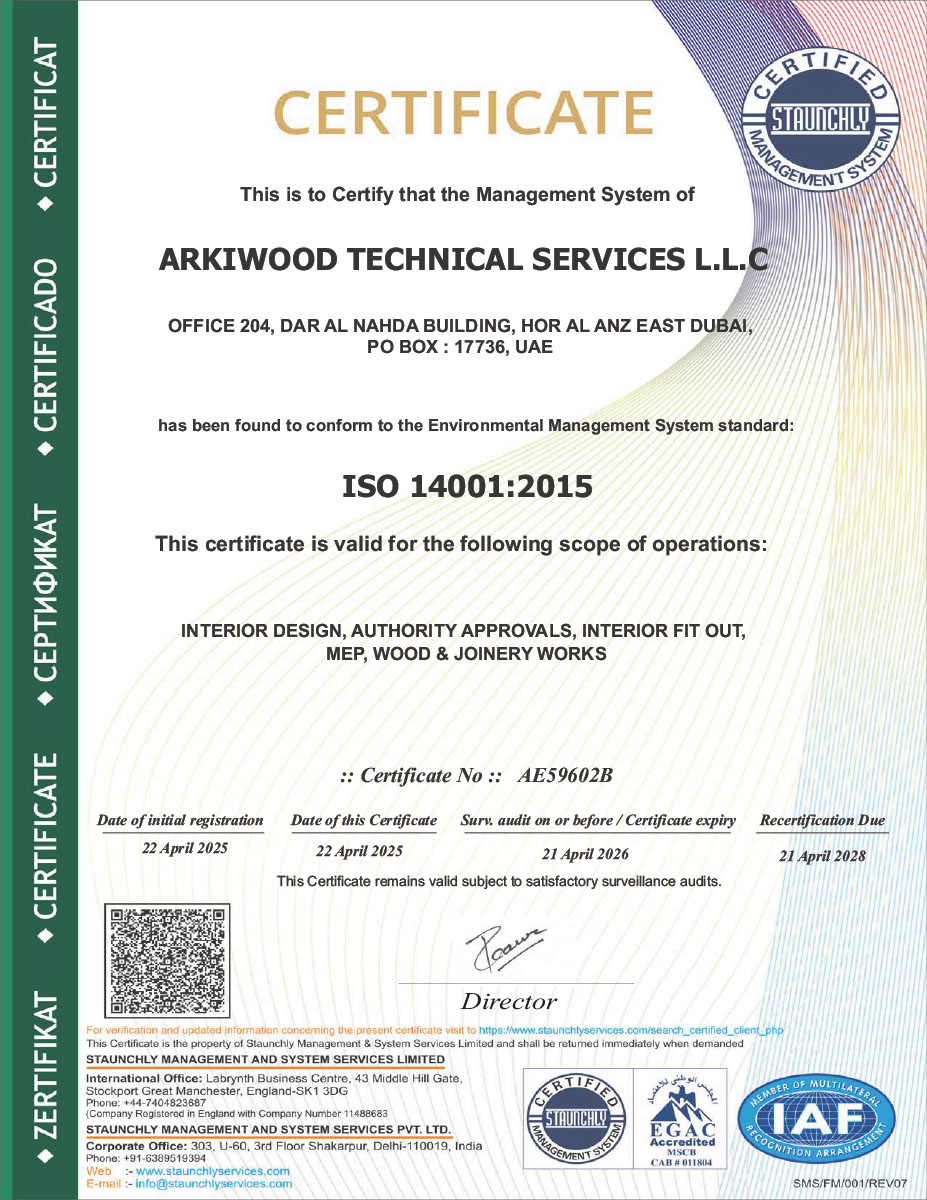 ◆ ZERTIFIKAT ◆ CERTIFICATE ◆ СЕРТИФИКАТ ◆ CERTIFICADO ◆ CERTIFICAT
CERTIFICATE
CERTIFIED
STAUNCHLY
MANAGEMENT SYSTEM
This is to Certify that the Management System of
ARKIWOOD TECHNICAL SERVICES L.L.C
OFFICE 204, DAR AL NAHDA BUILDING, HOR AL ANZ EAST DUBAI,
PO BOX : 17736, UAE
has been found to conform to the Environmental Management System standard:
ISO 14001:2015
This certificate is valid for the following scope of operations:
INTERIOR DESIGN, AUTHORITY APPROVALS, INTERIOR FIT OUT,
MEP, WOOD & JOINERY WORKS
:: Certificate No :: AE59602B
Date of initial registration Date of this Certificate Surv. audit on or before / Certificate expiry Recertification Due
22 April 2025 22 April 2025 21 April 2026 21 April 2028
This Certificate remains valid subject to satisfactory surveillance audits.
Director
For verification and updated information concerning the present certificate visit to https://www.staunchlyservices.com/search_certified_client_php
This Certificate is the property of Staunchly Management & System Services Limited and shall be returned immediately when demanded
STAUNCHLY MANAGEMENT AND SYSTEM SERVICES LIMITED
International Office: Labrynth Business Centre, 43 Middle Hill Gate,
Stockport Great Manchester, England-SK1 3DG
Phone: +44-7404823687
(Company Registered in England with Company Number 11488683
STAUNCHLY MANAGEMENT AND SYSTEM SERVICES PVT. LTD.
Corporate Office: 303, U-60, 3rd Floor Shakarpur, Delhi-110019, India
Phone: +91-6389519394
Web :- www.staunchlyservices.com
E-mail :- info@staunchlyservices.com
CERTIFIED
STAUNCHLY
MANAGEMENT SYSTEM
المجلس الوطني للاعتماد
EGAC
Accredited
MSCB
CAB # 011804
MEMBER OF MULTILATERAL
IAF
RECOGNITION ARRANGEMENT
SMS/FM/001/REV07